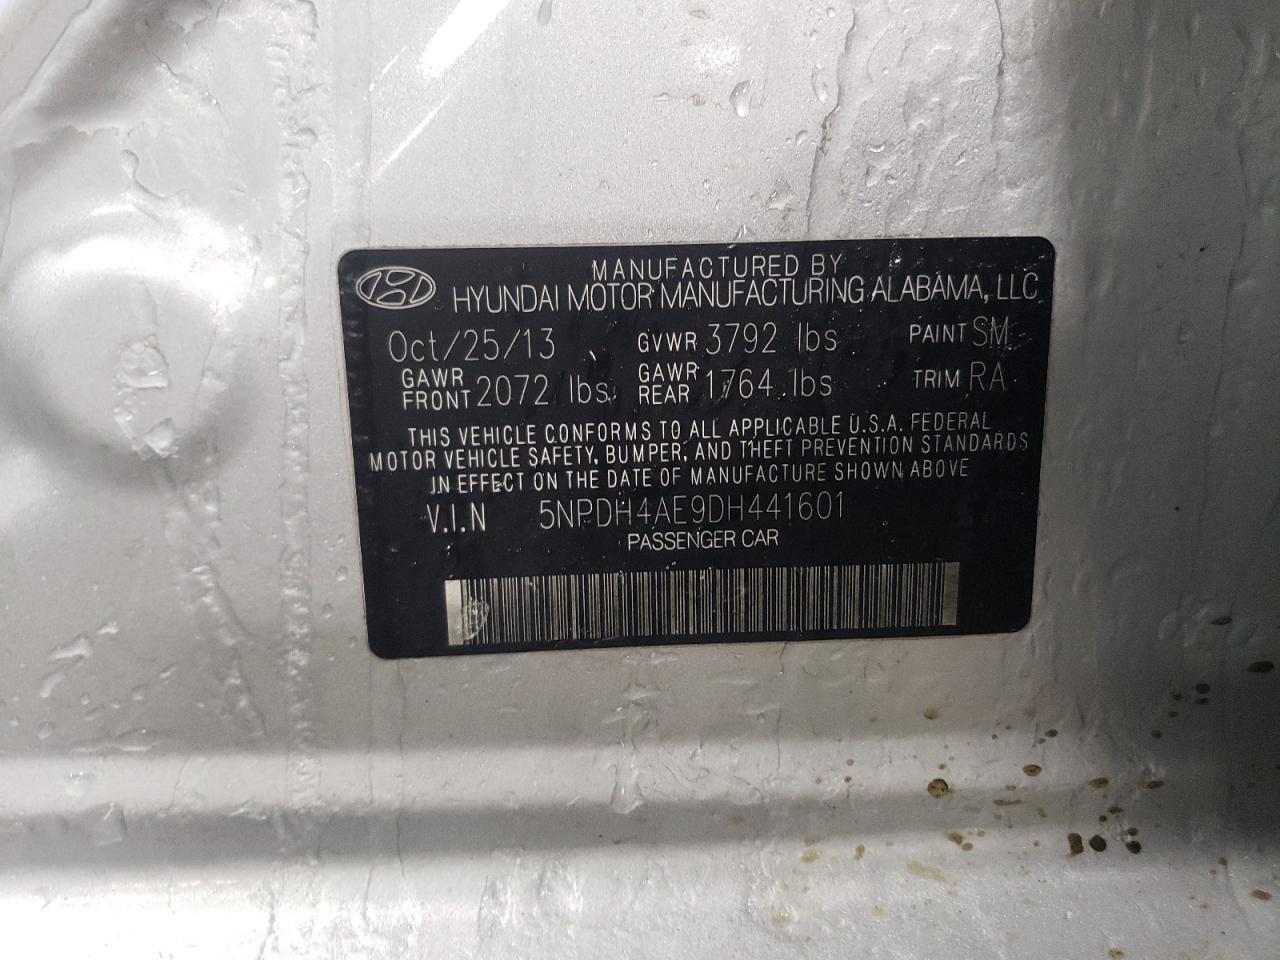 MANUFACTURED BY
HYUNDAI MOTOR MANUFACTURING ALABAMA, LLC
Oct/25/13 GVWR 3792 lbs PAINT SM
GAWR FRONT 2072 lbs GAWR REAR 1764 lbs TRIM RA
THIS VEHICLE CONFORMS TO ALL APPLICABLE U.S.A. FEDERAL
MOTOR VEHICLE SAFETY, BUMPER, AND THEFT PREVENTION STANDARDS
IN EFFECT ON THE DATE OF MANUFACTURE SHOWN ABOVE
V.I.N 5NPDH4AE9DH441601
PASSENGER CAR